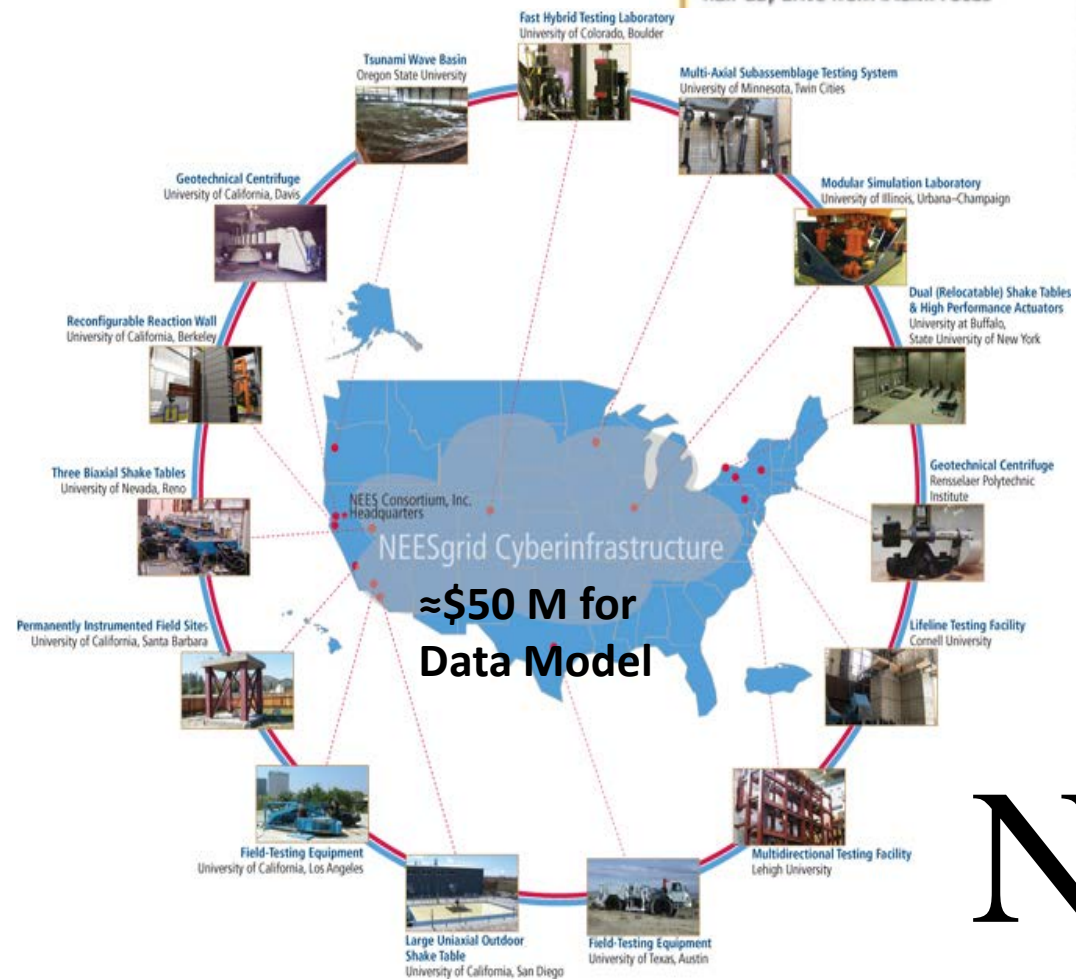 Fast Hybrid Testing Laboratory
University of Colorado, Boulder
Tsunami Wave Basin
Oregon State University
Multi-Axial Subassemblage Testing System
University of Minnesota, Twin Cities
Geotechnical Centrifuge
University of California, Davis
Modular Simulation Laboratory
University of Illinois, Urbana–Champaign
Dual (Relocatable) Shake Tables
& High Performance Actuators
University at Buffalo,
State University of New York
Reconfigurable Reaction Wall
University of California, Berkeley
Three Biaxial Shake Tables
University of Nevada, Reno
Geotechnical Centrifuge
Rensselaer Polytechnic
Institute
NEES Consortium, Inc.
Headquarters
NEESgrid Cyberinfrastructure
≈$50 M for
Data Model
Permanently Instrumented Field Sites
University of California, Santa Barbara
Lifeline Testing Facility
Cornell University
Field-Testing Equipment
University of California, Los Angeles
Multidirectional Testing Facility
Lehigh University
Large Uniaxial Outdoor
Shake Table
University of California, San Diego
Field-Testing Equipment
University of Texas, Austin
N